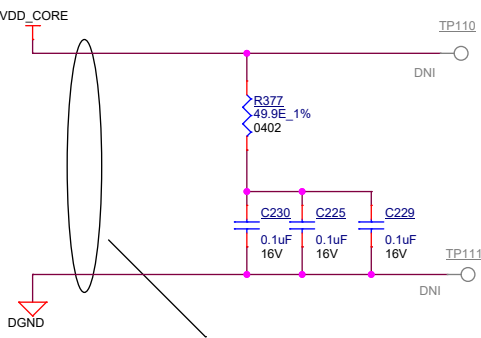 VDD_CORE
TP110
DNI
R377
49.9E_1%
0402
C230
C225
C229
0.1uF
0.1uF
0.1uF
16V
16V
16V
TP111
DNI
DGND